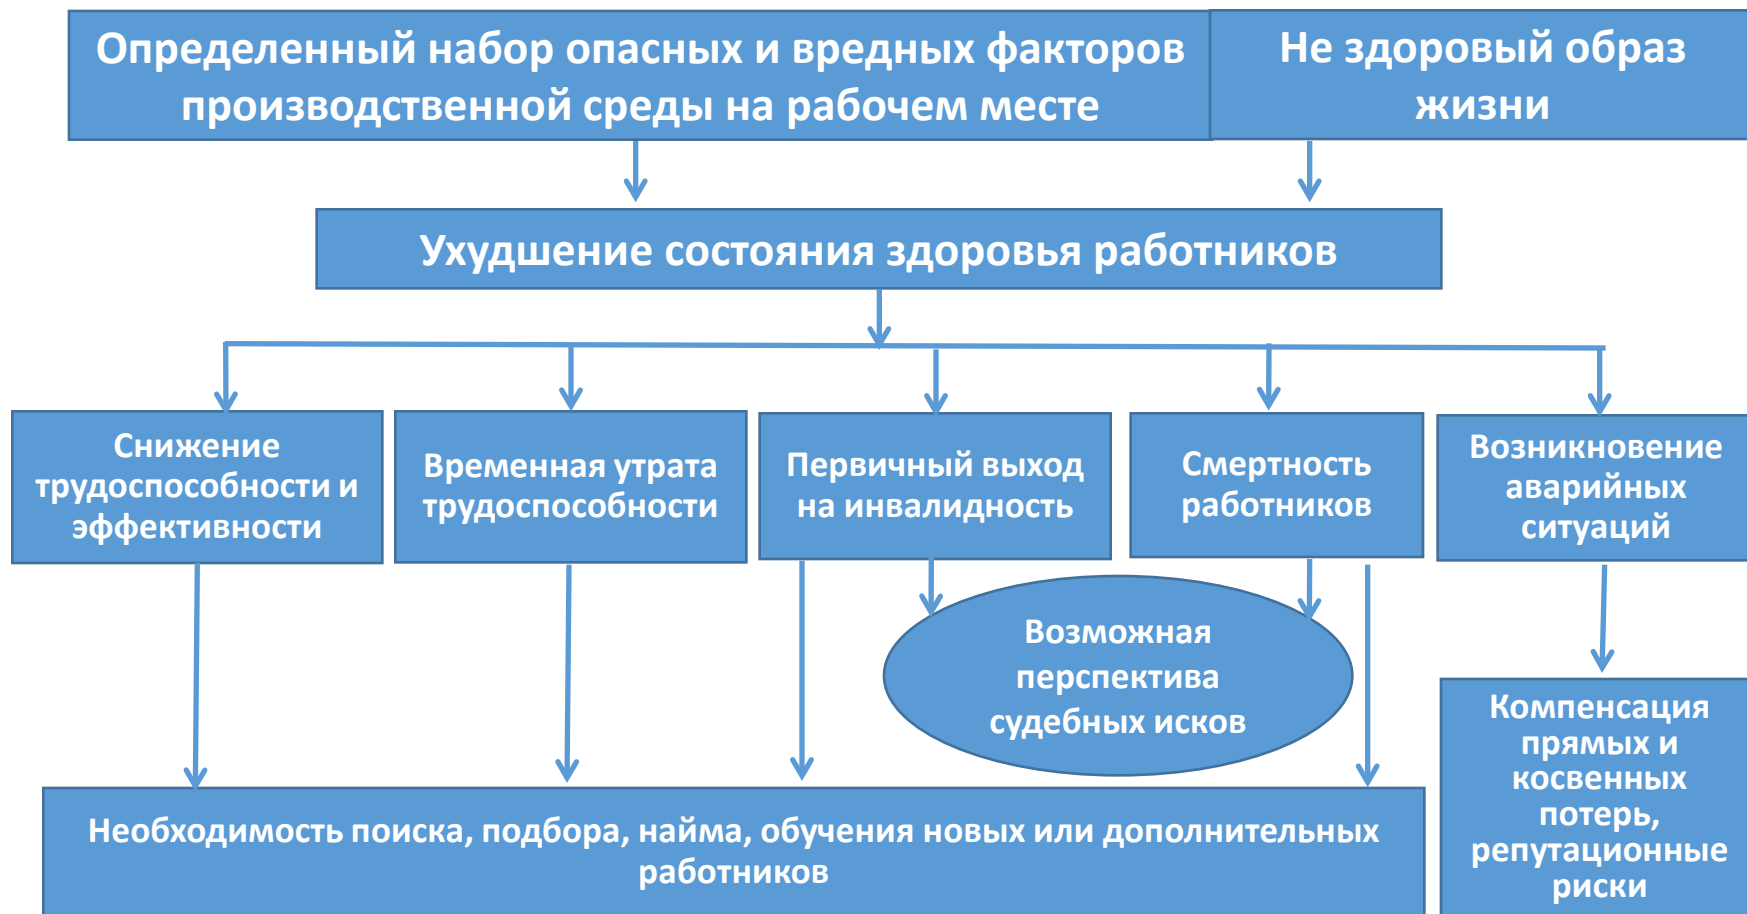 Определенный набор опасных и вредных факторов
производственной среды на рабочем месте
Не здоровый образ
жизни
Ухудшение состояния здоровья работников
Снижение
трудоспособности и
эффективности
Временная утрата
трудоспособности
Первичный выход
на инвалидность
Смертность
работников
Возникновение
аварийных
ситуаций
Возможная
перспектива
судебных исков
Необходимость поиска, подбора, найма, обучения новых или дополнительных
работников
Компенсация
прямых и
косвенных
потерь,
репутационные
риски